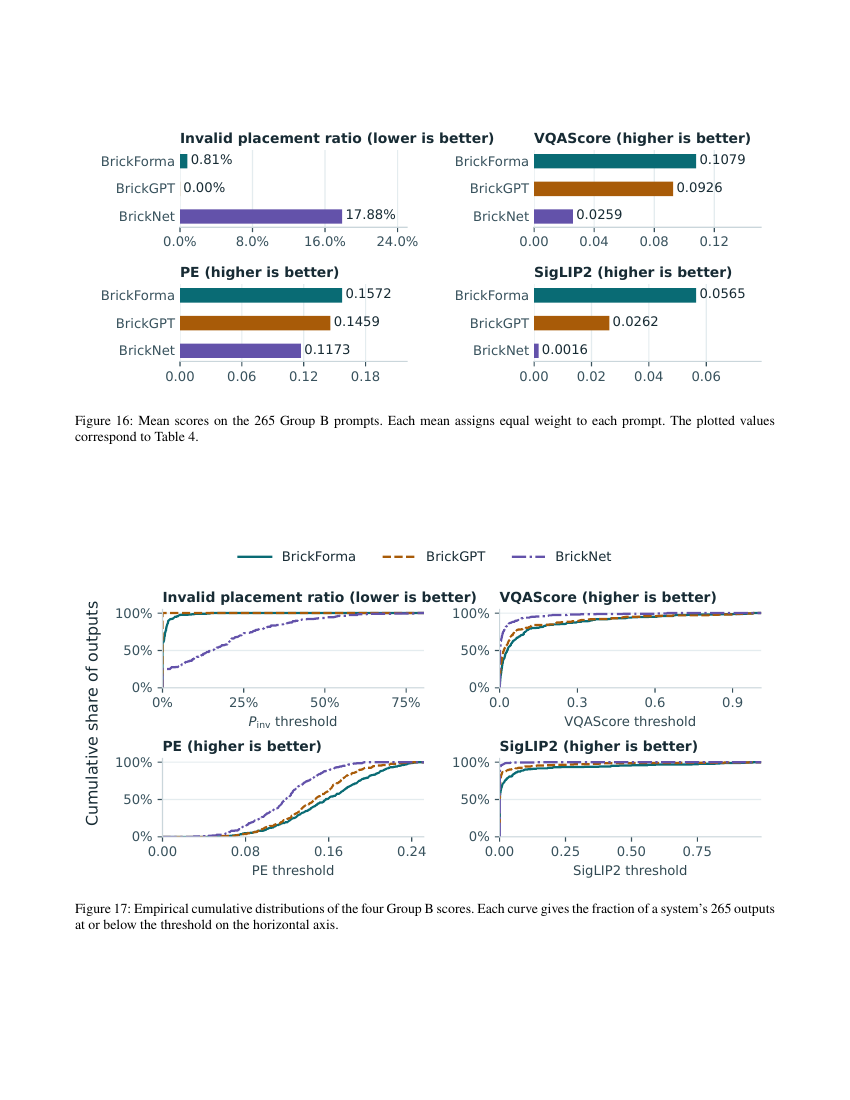 Invalid placement ratio (lower is better)
BrickForma 0.81%
BrickGPT 0.00%
BrickNet 17.88%
0.0% 8.0% 16.0% 24.0%
VQAScore (higher is better)
BrickForma 0.1079
BrickGPT 0.0926
BrickNet 0.0259
0.00 0.04 0.08 0.12
PE (higher is better)
BrickForma 0.1572
BrickGPT 0.1459
BrickNet 0.1173
0.00 0.06 0.12 0.18
SigLIP2 (higher is better)
BrickForma 0.0565
BrickGPT 0.0262
BrickNet 0.0016
0.00 0.02 0.04 0.06
Figure 16: Mean scores on the 265 Group B prompts. Each mean assigns equal weight to each prompt. The plotted values
correspond to Table 4.
BrickForma BrickGPT BrickNet
Cumulative share of outputs
Invalid placement ratio (lower is better)
100%
50%
0%
0% 25% 50% 75%
P_inv threshold
VQAScore (higher is better)
100%
50%
0%
0.0 0.3 0.6 0.9
VQAScore threshold
PE (higher is better)
100%
50%
0%
0.00 0.08 0.16 0.24
PE threshold
SigLIP2 (higher is better)
100%
50%
0%
0.00 0.25 0.50 0.75
SigLIP2 threshold
Figure 17: Empirical cumulative distributions of the four Group B scores. Each curve gives the fraction of a system's 265 outputs
at or below the threshold on the horizontal axis.